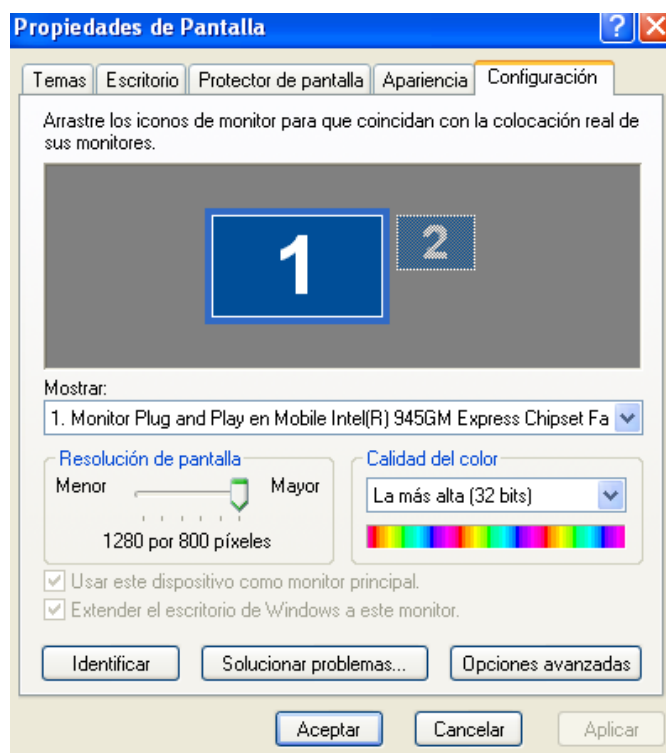 Propiedades de Pantalla
Temas Escritorio Protector de pantalla Apariencia Configuración
Arrastre los iconos de monitor para que coincidan con la colocación real de
sus monitores.
1 2
Mostrar:
1. Monitor Plug and Play en Mobile Intel(R) 945GM Express Chipset Fa
Resolución de pantalla
Menor Mayor
1280 por 800 píxeles
Calidad del color
La más alta (32 bits)
Usar este dispositivo como monitor principal.
Extender el escritorio de Windows a este monitor.
Identificar Solucionar problemas... Opciones avanzadas
Aceptar Cancelar Aplicar